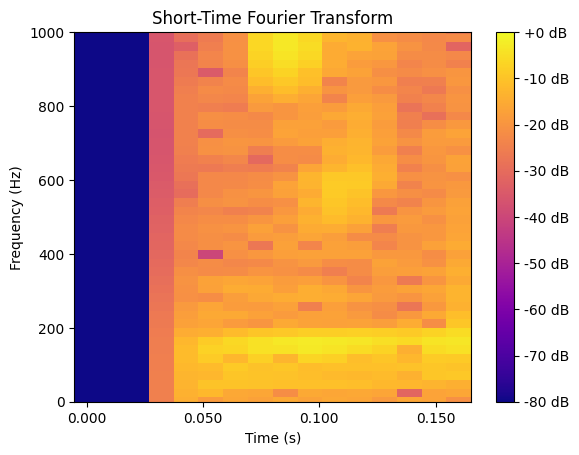 Short-Time Fourier Transform
1000
800
600
400
200
0
Frequency (Hz)
0.000
0.050
0.100
0.150
Time (s)
+0 dB
-10 dB
-20 dB
-30 dB
-40 dB
-50 dB
-60 dB
-70 dB
-80 dB